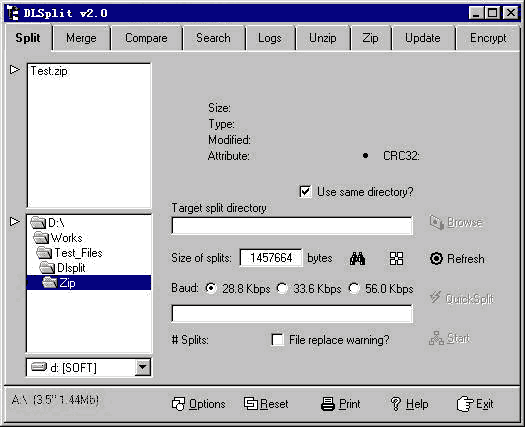 DLSplit v2.0
Split Merge Compare Search Logs Unzip Zip Update Encrypt
Test.zip
Size:
Type:
Modified:
Attribute: CRC32:
Use same directory?
Target split directory
D:\
Works
Test_Files
Dlsplit
Zip
Browse
Size of splits: 1457664 bytes
Refresh
Baud: 28.8 Kbps 33.6 Kbps 56.0 Kbps
QuickSplit
# Splits: File replace warning?
Start
d: [SOFT]
A:\ (3.5" 1.44Mb)
Options Reset Print Help Exit